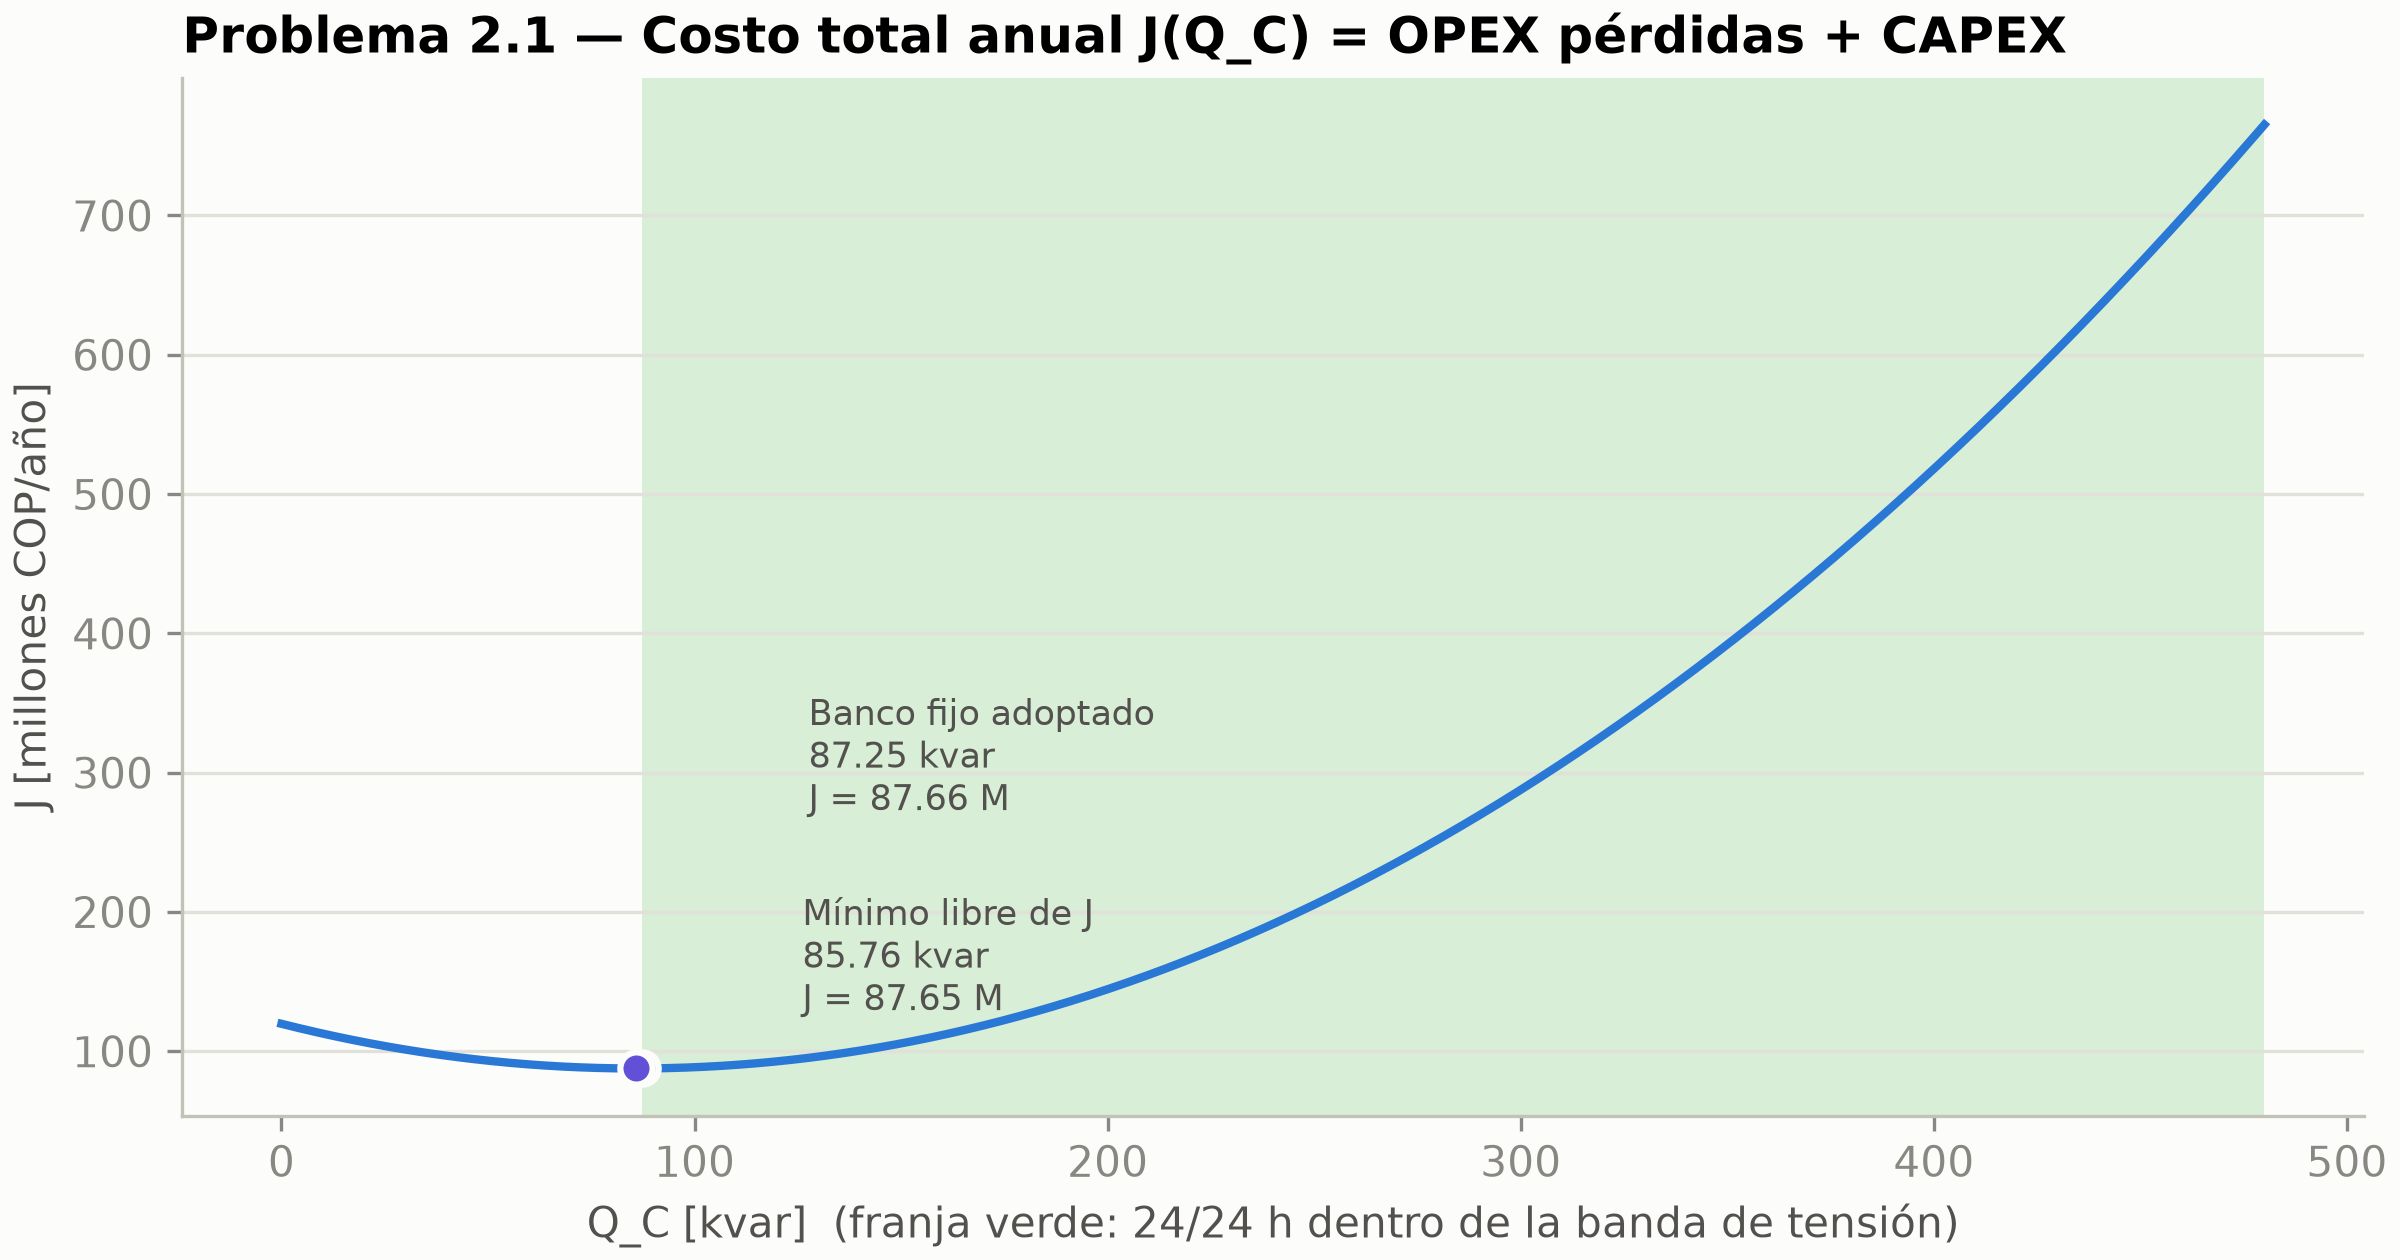 Problema 2.1 — Costo total anual J(Q_C) = OPEX pérdidas + CAPEX
J [millones COP/año]
700
600
500
400
300
200
100
Banco fijo adoptado
87.25 kvar
J = 87.66 M
Mínimo libre de J
85.76 kvar
J = 87.65 M
0
100
200
300
400
500
Q_C [kvar]  (franja verde: 24/24 h dentro de la banda de tensión)